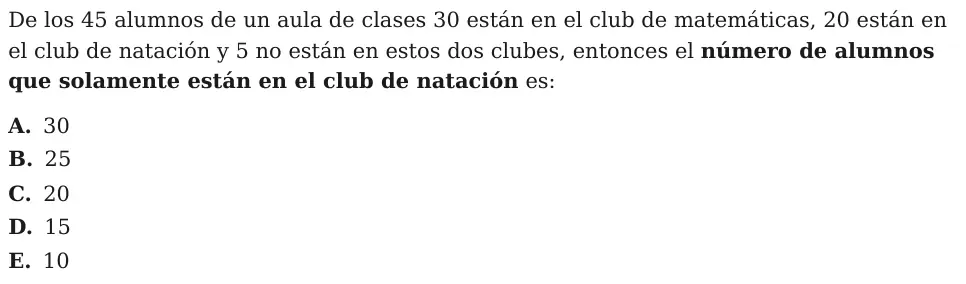 De los 45 alumnos de un aula de clases 30 están en el club de matemáticas, 20 están en
el club de natación y 5 no están en estos dos clubes, entonces el número de alumnos
que solamente están en el club de natación es:
A. 30
B. 25
C. 20
D. 15
E. 10